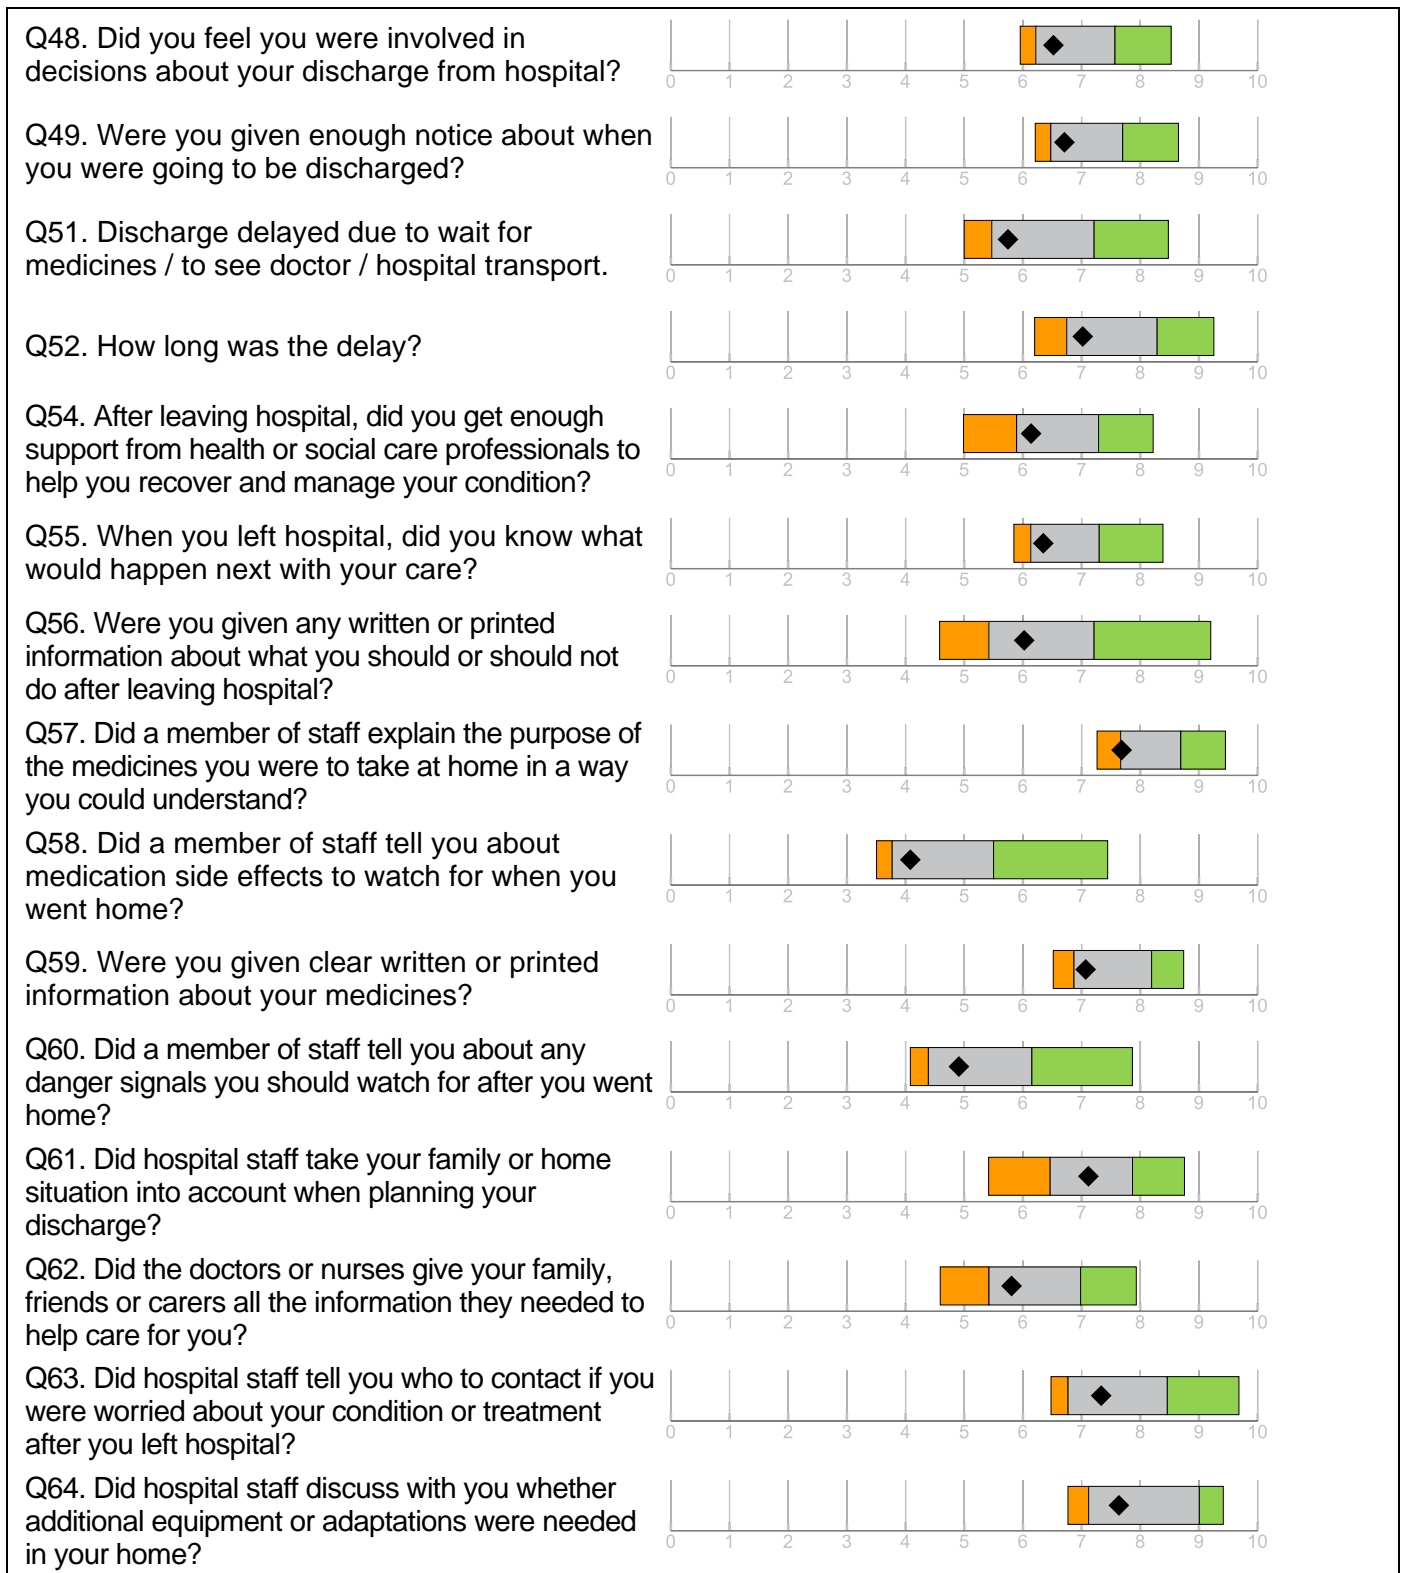 Q48. Did you feel you were involved in
decisions about your discharge from hospital?
0 1 2 3 4 5 6 7 8 9 10
Q49. Were you given enough notice about when
you were going to be discharged?
0 1 2 3 4 5 6 7 8 9 10
Q51. Discharge delayed due to wait for
medicines / to see doctor / hospital transport.
0 1 2 3 4 5 6 7 8 9 10
Q52. How long was the delay?
0 1 2 3 4 5 6 7 8 9 10
Q54. After leaving hospital, did you get enough
support from health or social care professionals to
help you recover and manage your condition?
0 1 2 3 4 5 6 7 8 9 10
Q55. When you left hospital, did you know what
would happen next with your care?
0 1 2 3 4 5 6 7 8 9 10
Q56. Were you given any written or printed
information about what you should or should not
do after leaving hospital?
0 1 2 3 4 5 6 7 8 9 10
Q57. Did a member of staff explain the purpose of
the medicines you were to take at home in a way
you could understand?
0 1 2 3 4 5 6 7 8 9 10
Q58. Did a member of staff tell you about
medication side effects to watch for when you
went home?
0 1 2 3 4 5 6 7 8 9 10
Q59. Were you given clear written or printed
information about your medicines?
0 1 2 3 4 5 6 7 8 9 10
Q60. Did a member of staff tell you about any
danger signals you should watch for after you went
home?
0 1 2 3 4 5 6 7 8 9 10
Q61. Did hospital staff take your family or home
situation into account when planning your
discharge?
0 1 2 3 4 5 6 7 8 9 10
Q62. Did the doctors or nurses give your family,
friends or carers all the information they needed to
help care for you?
0 1 2 3 4 5 6 7 8 9 10
Q63. Did hospital staff tell you who to contact if you
were worried about your condition or treatment
after you left hospital?
0 1 2 3 4 5 6 7 8 9 10
Q64. Did hospital staff discuss with you whether
additional equipment or adaptations were needed
in your home?
0 1 2 3 4 5 6 7 8 9 10